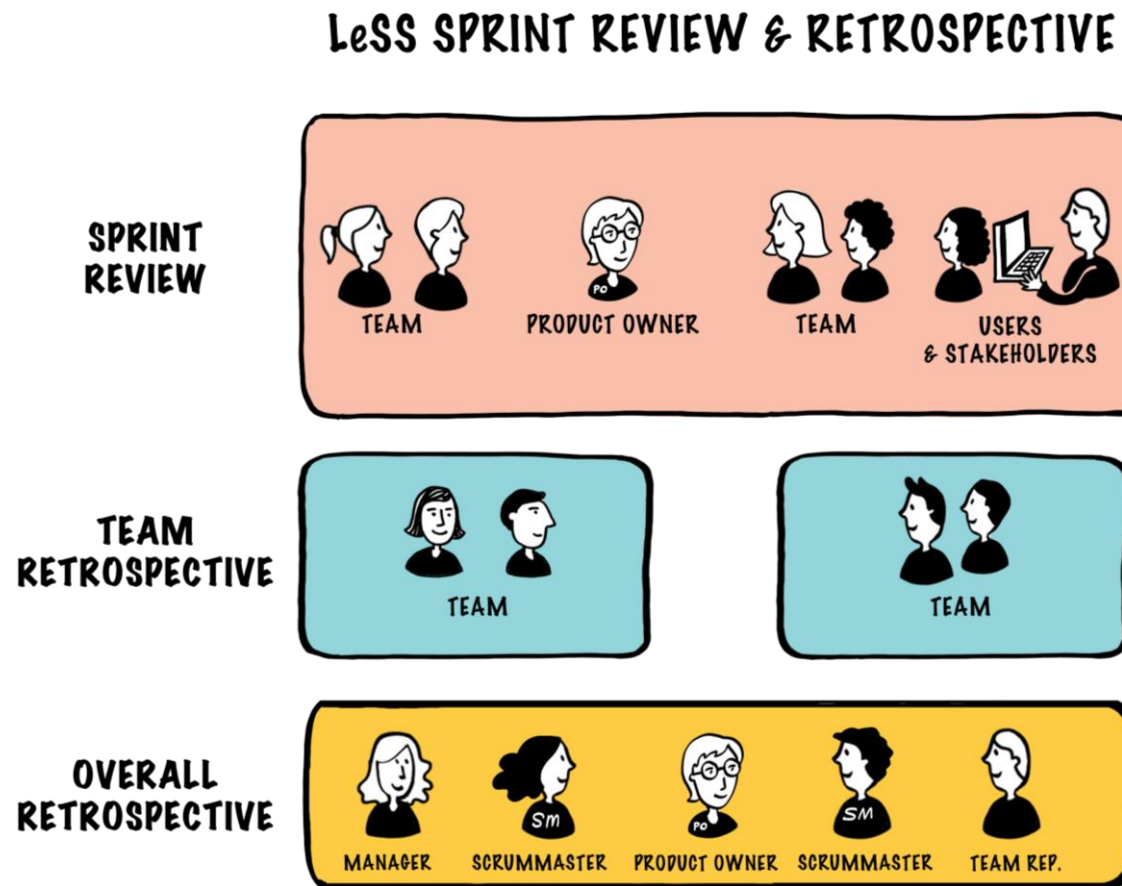 LeSS SPRINT REVIEW & RETROSPECTIVE
SPRINT
REVIEW
PO
TEAM
PRODUCT OWNER
TEAM
USERS
& STAKEHOLDERS
TEAM
RETROSPECTIVE
TEAM
TEAM
OVERALL
RETROSPECTIVE
SM
PO
SM
MANAGER
SCRUMMASTER
PRODUCT OWNER
SCRUMMASTER
TEAM REP.